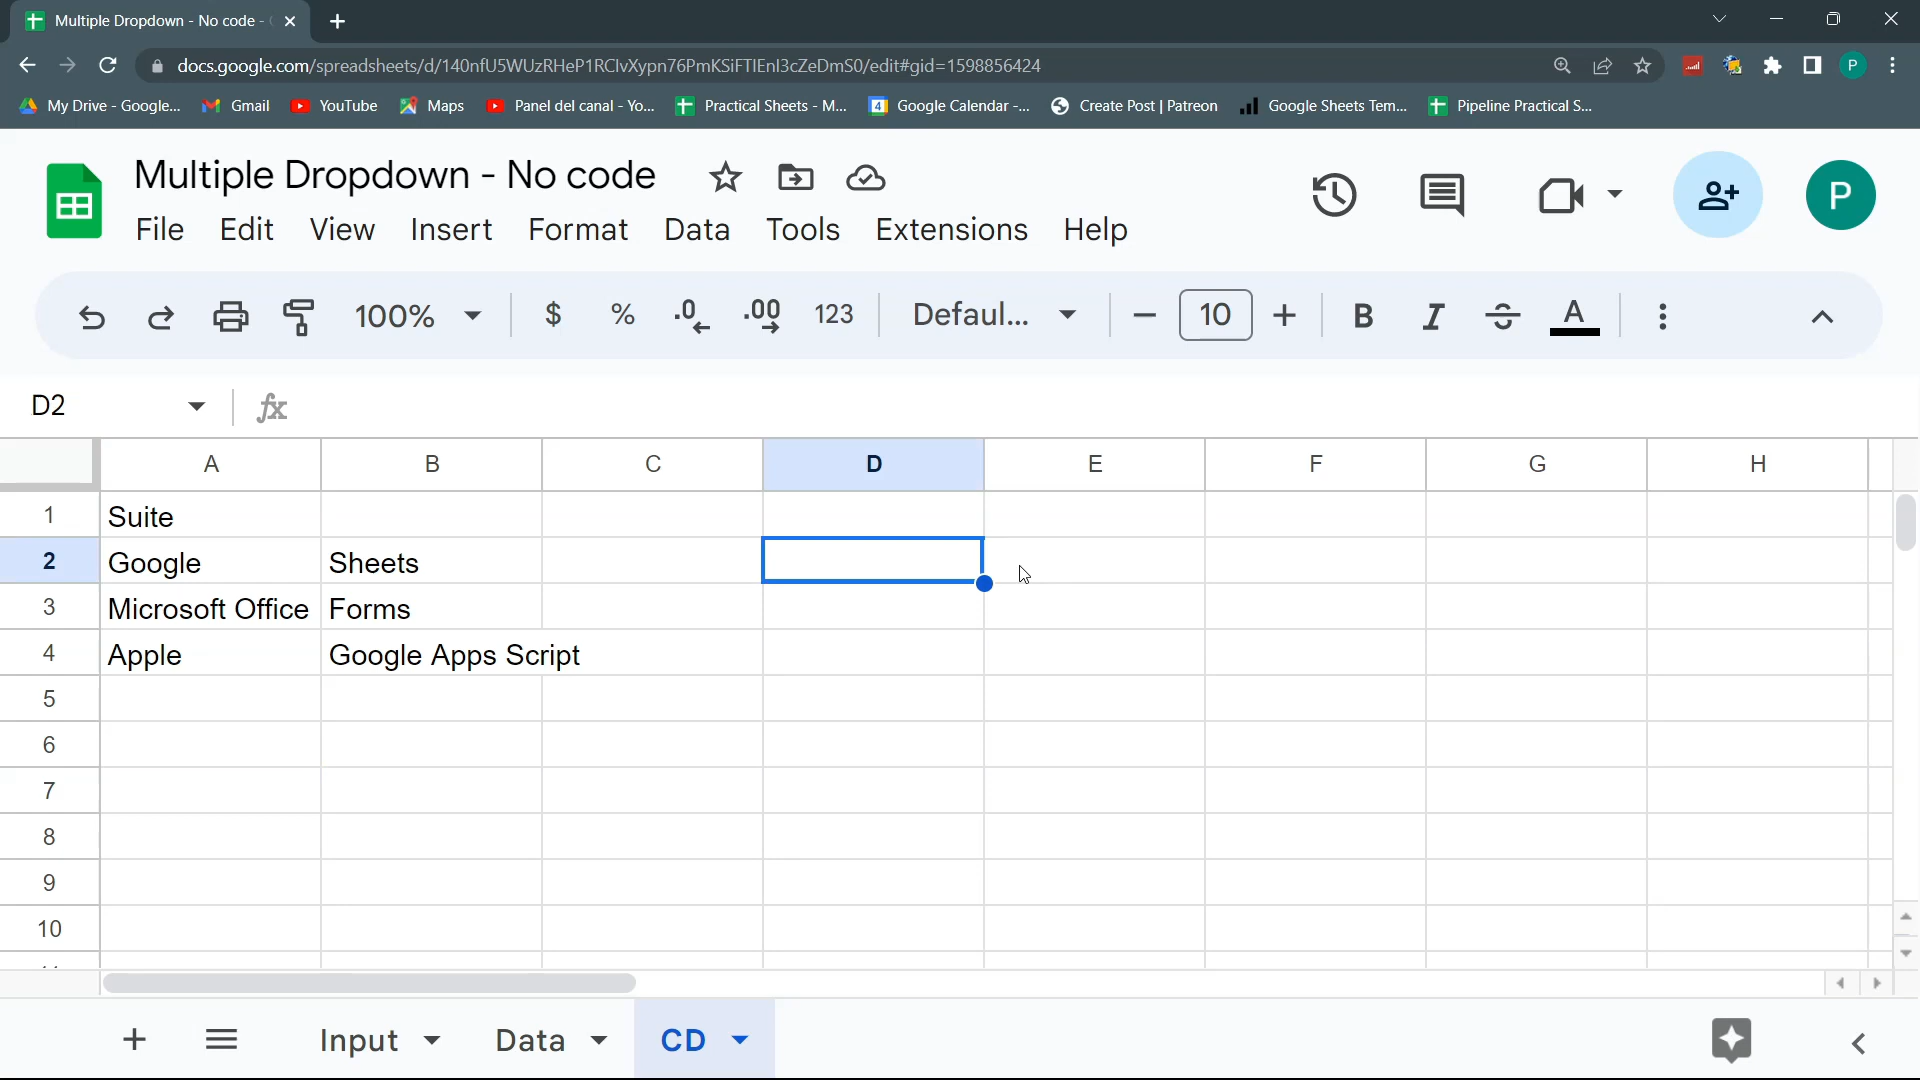 Multiple Dropdown - No code - (
docs.google.com/spreadsheets/d/140nfU5WUzRHeP1RClvXypn76PmKSiFTlEnI3cZeDmS0/edit#gid=1598856424
P
My Drive - Google... Gmail YouTube Maps Panel del canal - Yo... Practical Sheets - M... 4 Google Calendar -... Create Post | Patreon Google Sheets Tem... Pipeline Practical S...
Multiple Dropdown - No code
P
File Edit View Insert Format Data Tools Extensions Help
100% $ % .0 .00 123 Defaul... 10 B I S A
D2 fx
A B C D E F G H
1 Suite
2 Google Sheets
3 Microsoft Office Forms
4 Apple Google Apps Script
5
6
7
8
9
10
Input Data CD